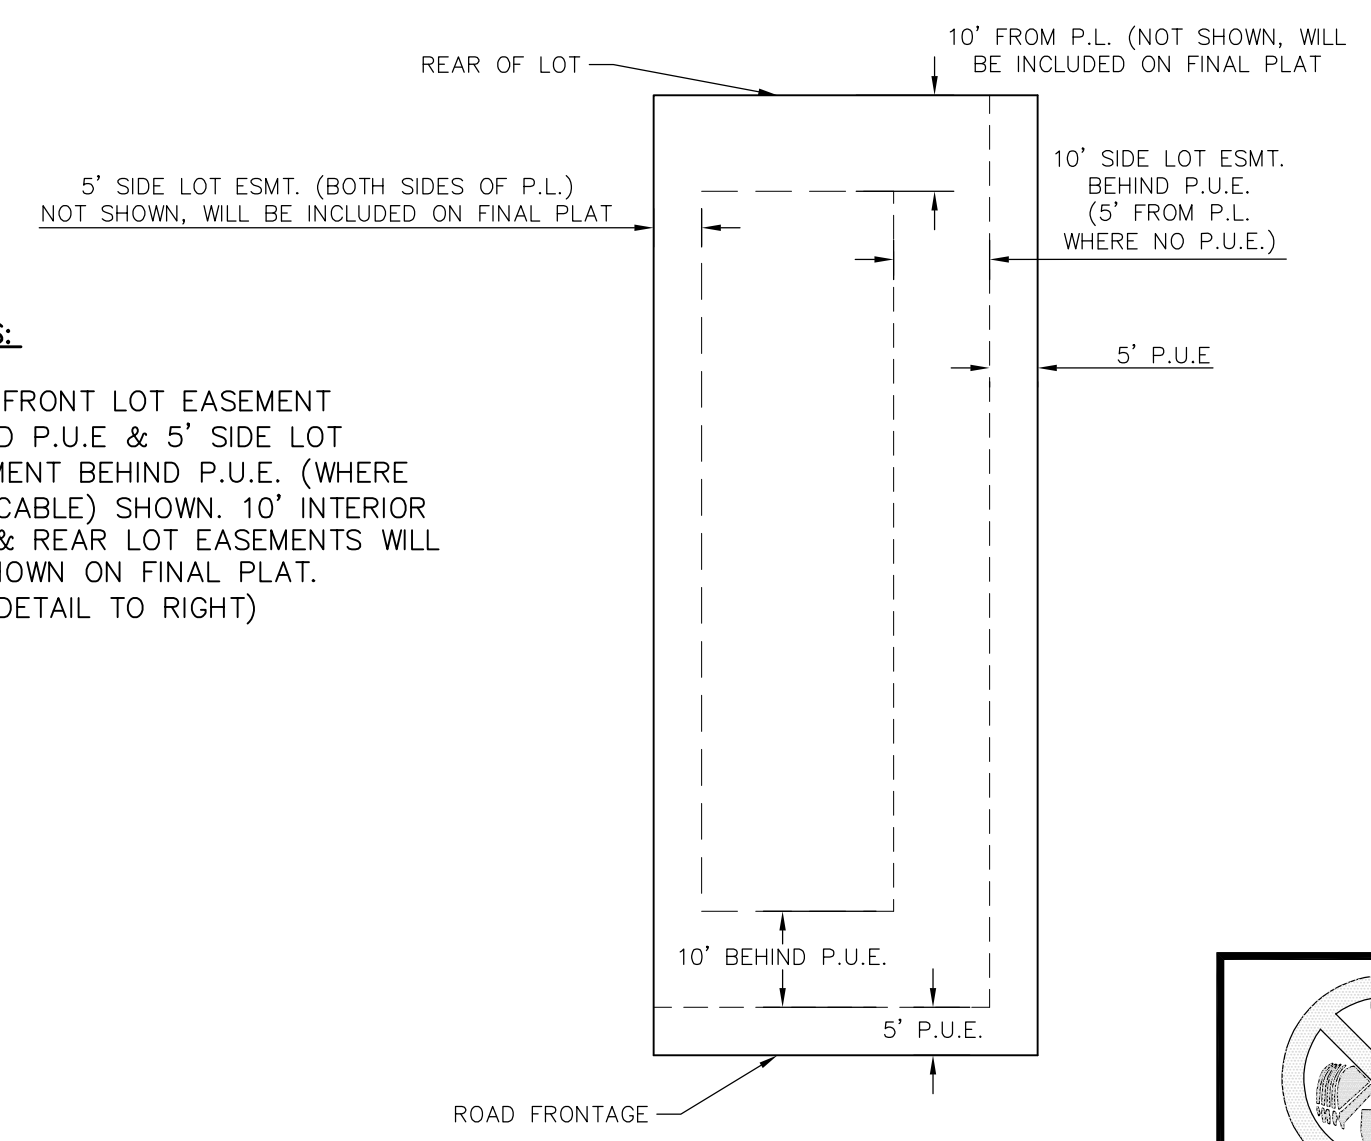 10' FROM P.L. (NOT SHOWN, WILL
BE INCLUDED ON FINAL PLAT
REAR OF LOT
10' SIDE LOT ESMT.
BEHIND P.U.E.
(5' FROM P.L.
WHERE NO P.U.E.)
5' SIDE LOT ESMT. (BOTH SIDES OF P.L.)
NOT SHOWN, WILL BE INCLUDED ON FINAL PLAT
5' P.U.E
FRONT LOT EASEMENT
P.U.E & 5' SIDE LOT
BEHIND P.U.E. (WHERE
SHOWN. 10' INTERIOR
& REAR LOT EASEMENTS WILL
ON FINAL PLAT.
DETAIL TO RIGHT)
10' BEHIND P.U.E.
5' P.U.E.
ROAD FRONTAGE